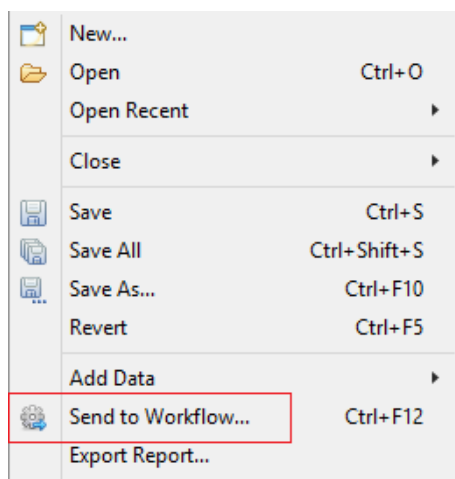 New...
Open Ctrl+O
Open Recent
Close
Save Ctrl+S
Save All Ctrl+Shift+S
Save As... Ctrl+F10
Revert Ctrl+F5
Add Data
Send to Workflow... Ctrl+F12
Export Report...